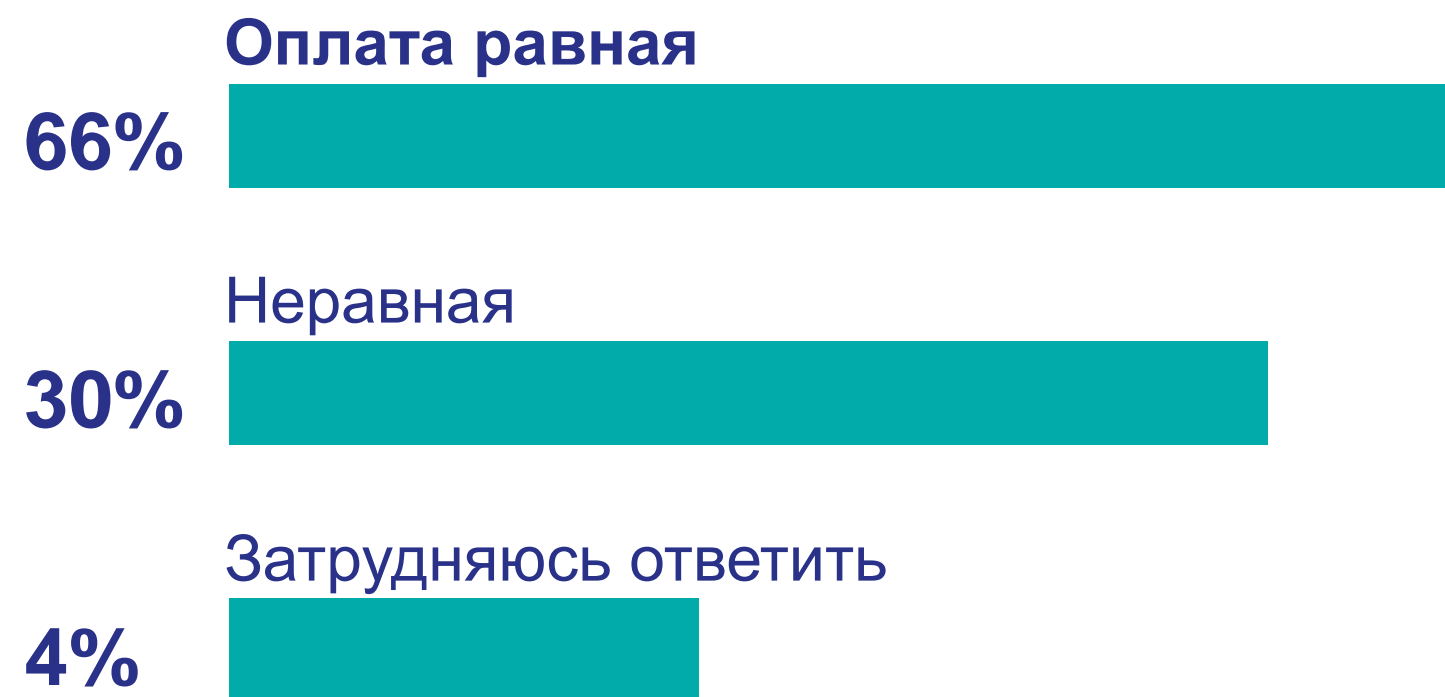 Оплата равная
66%
Неравная
30%
Затрудняюсь ответить
4%